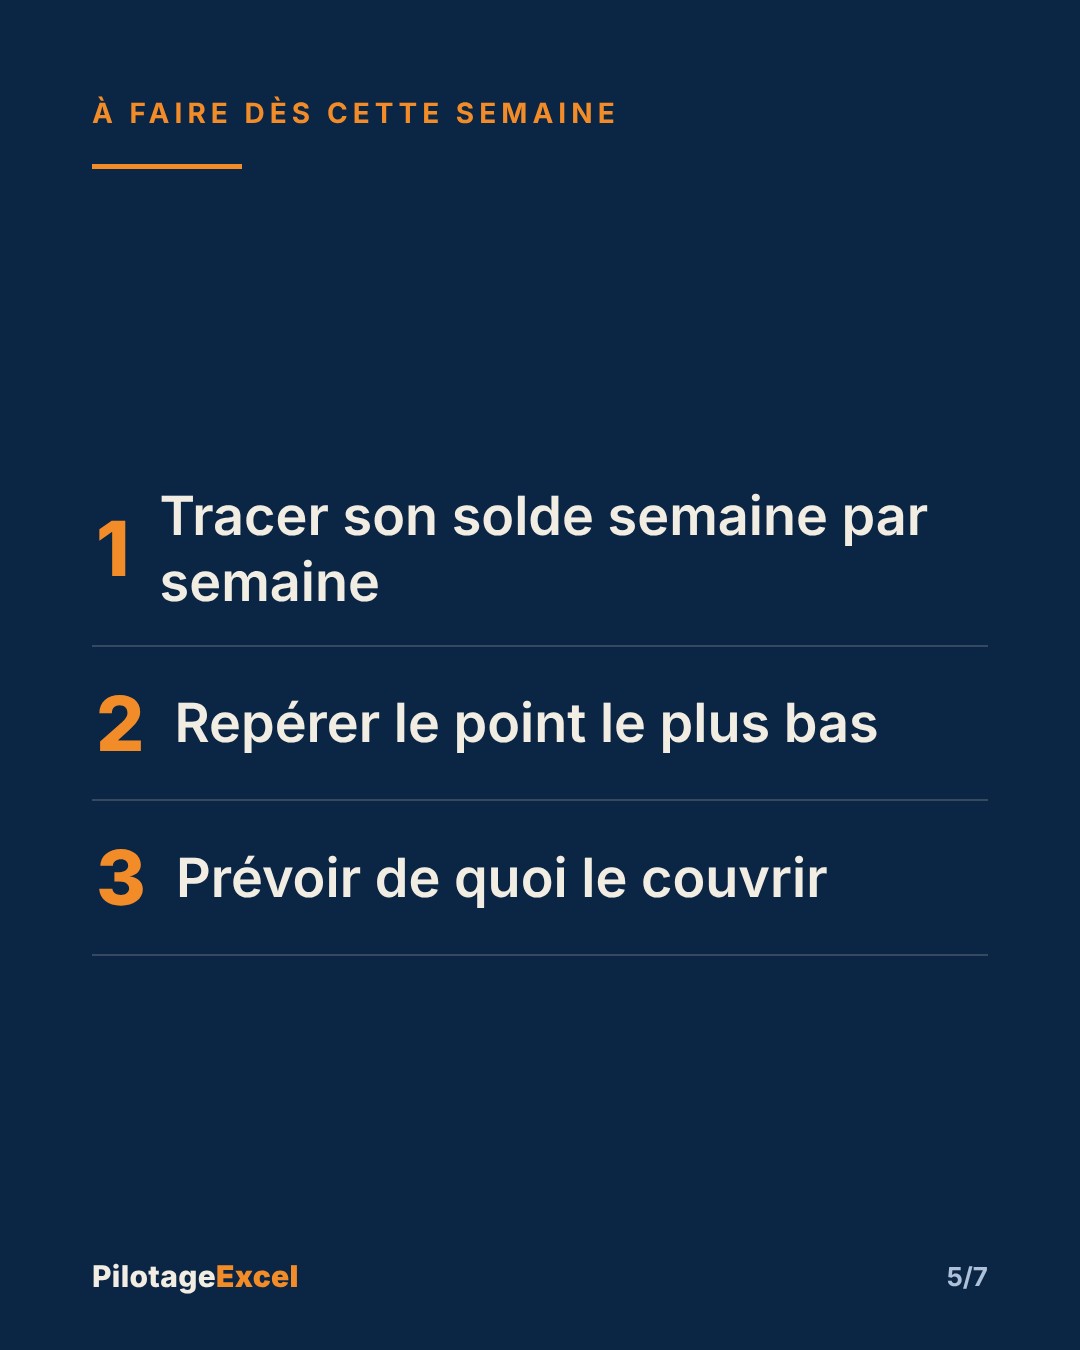 À FAIRE DÈS CETTE SEMAINE
1 Tracer son solde semaine par
semaine
2 Repérer le point le plus bas
3 Prévoir de quoi le couvrir
PilotageExcel
5/7